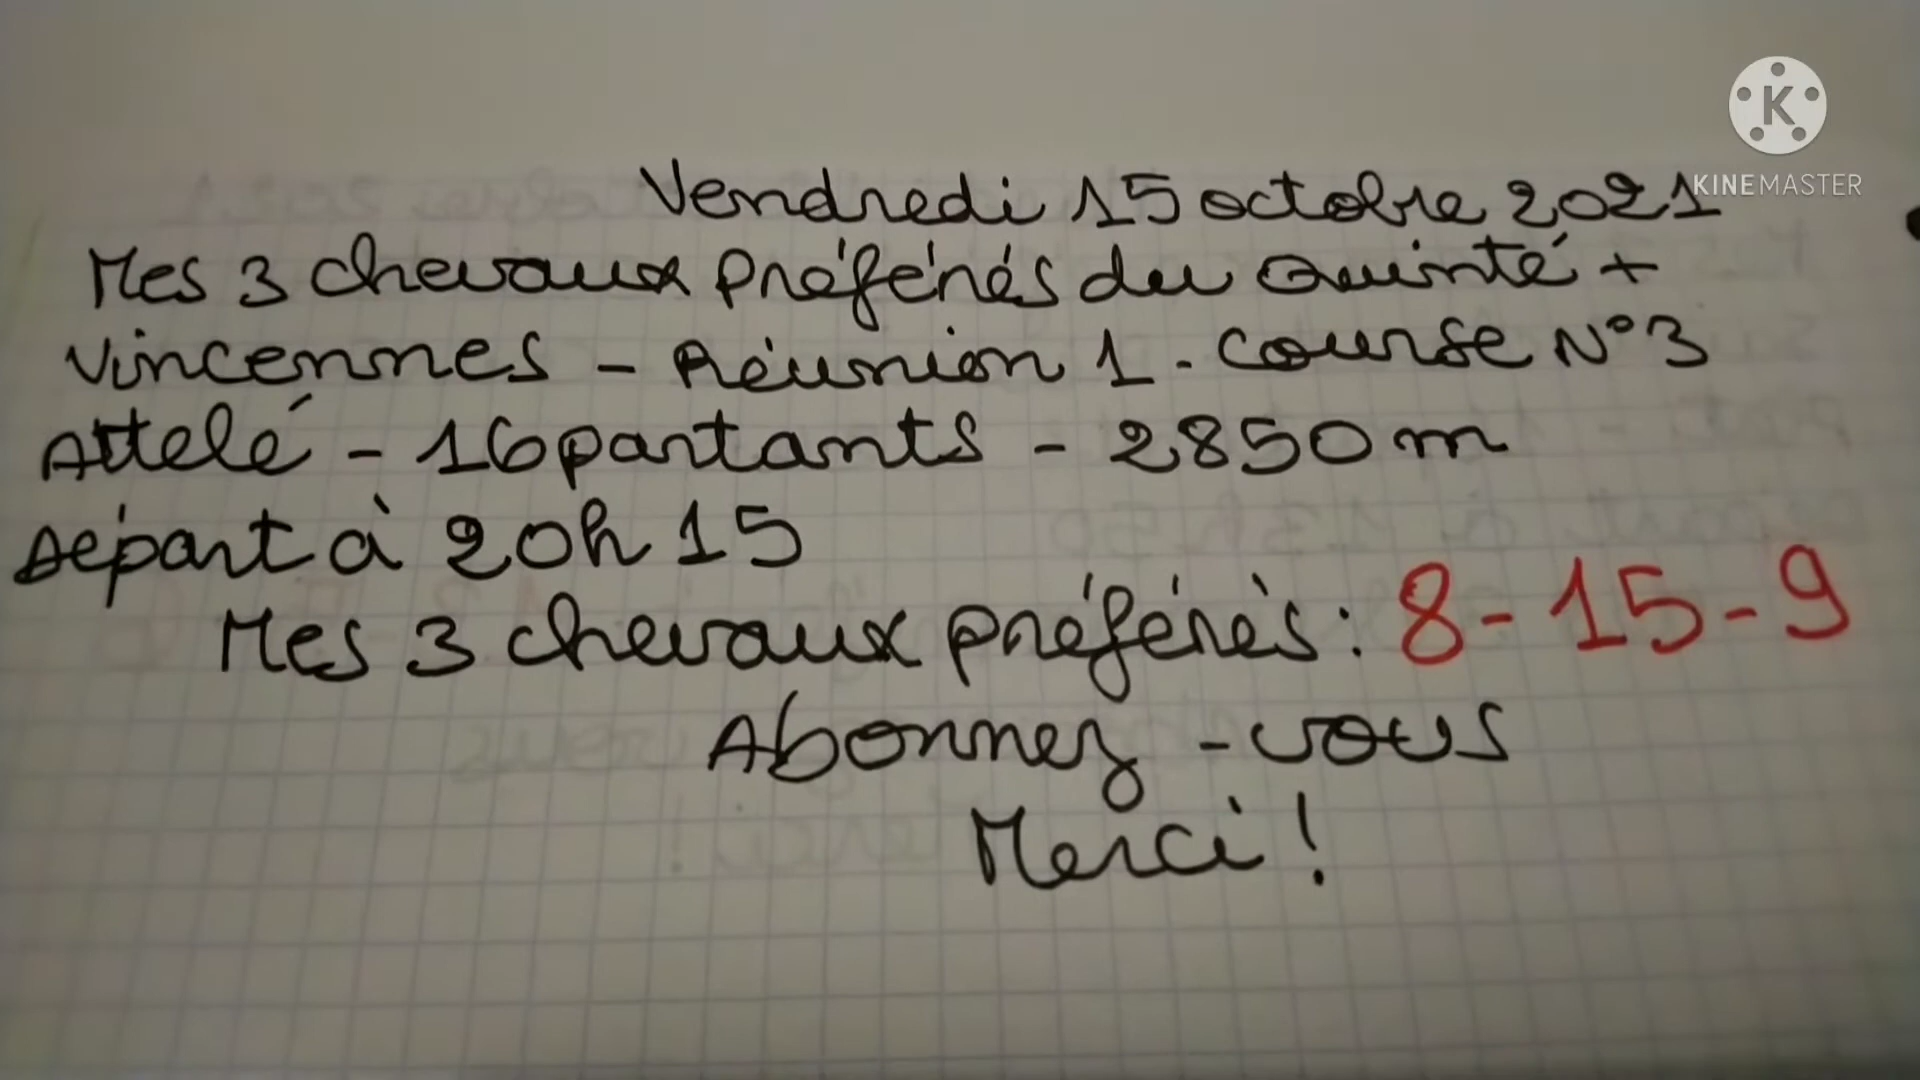 Vendredi 15 octobre 2021
Mes 3 chevaux préférés du Quinté +
Vincennes - Réunion 1 - Course N°3
Attelé - 16 partants - 2850 m
Départ à 20h15
Mes 3 chevaux préférés : 8 - 15 - 9
Abonnez-vous
Merci !
K
KINEMASTER